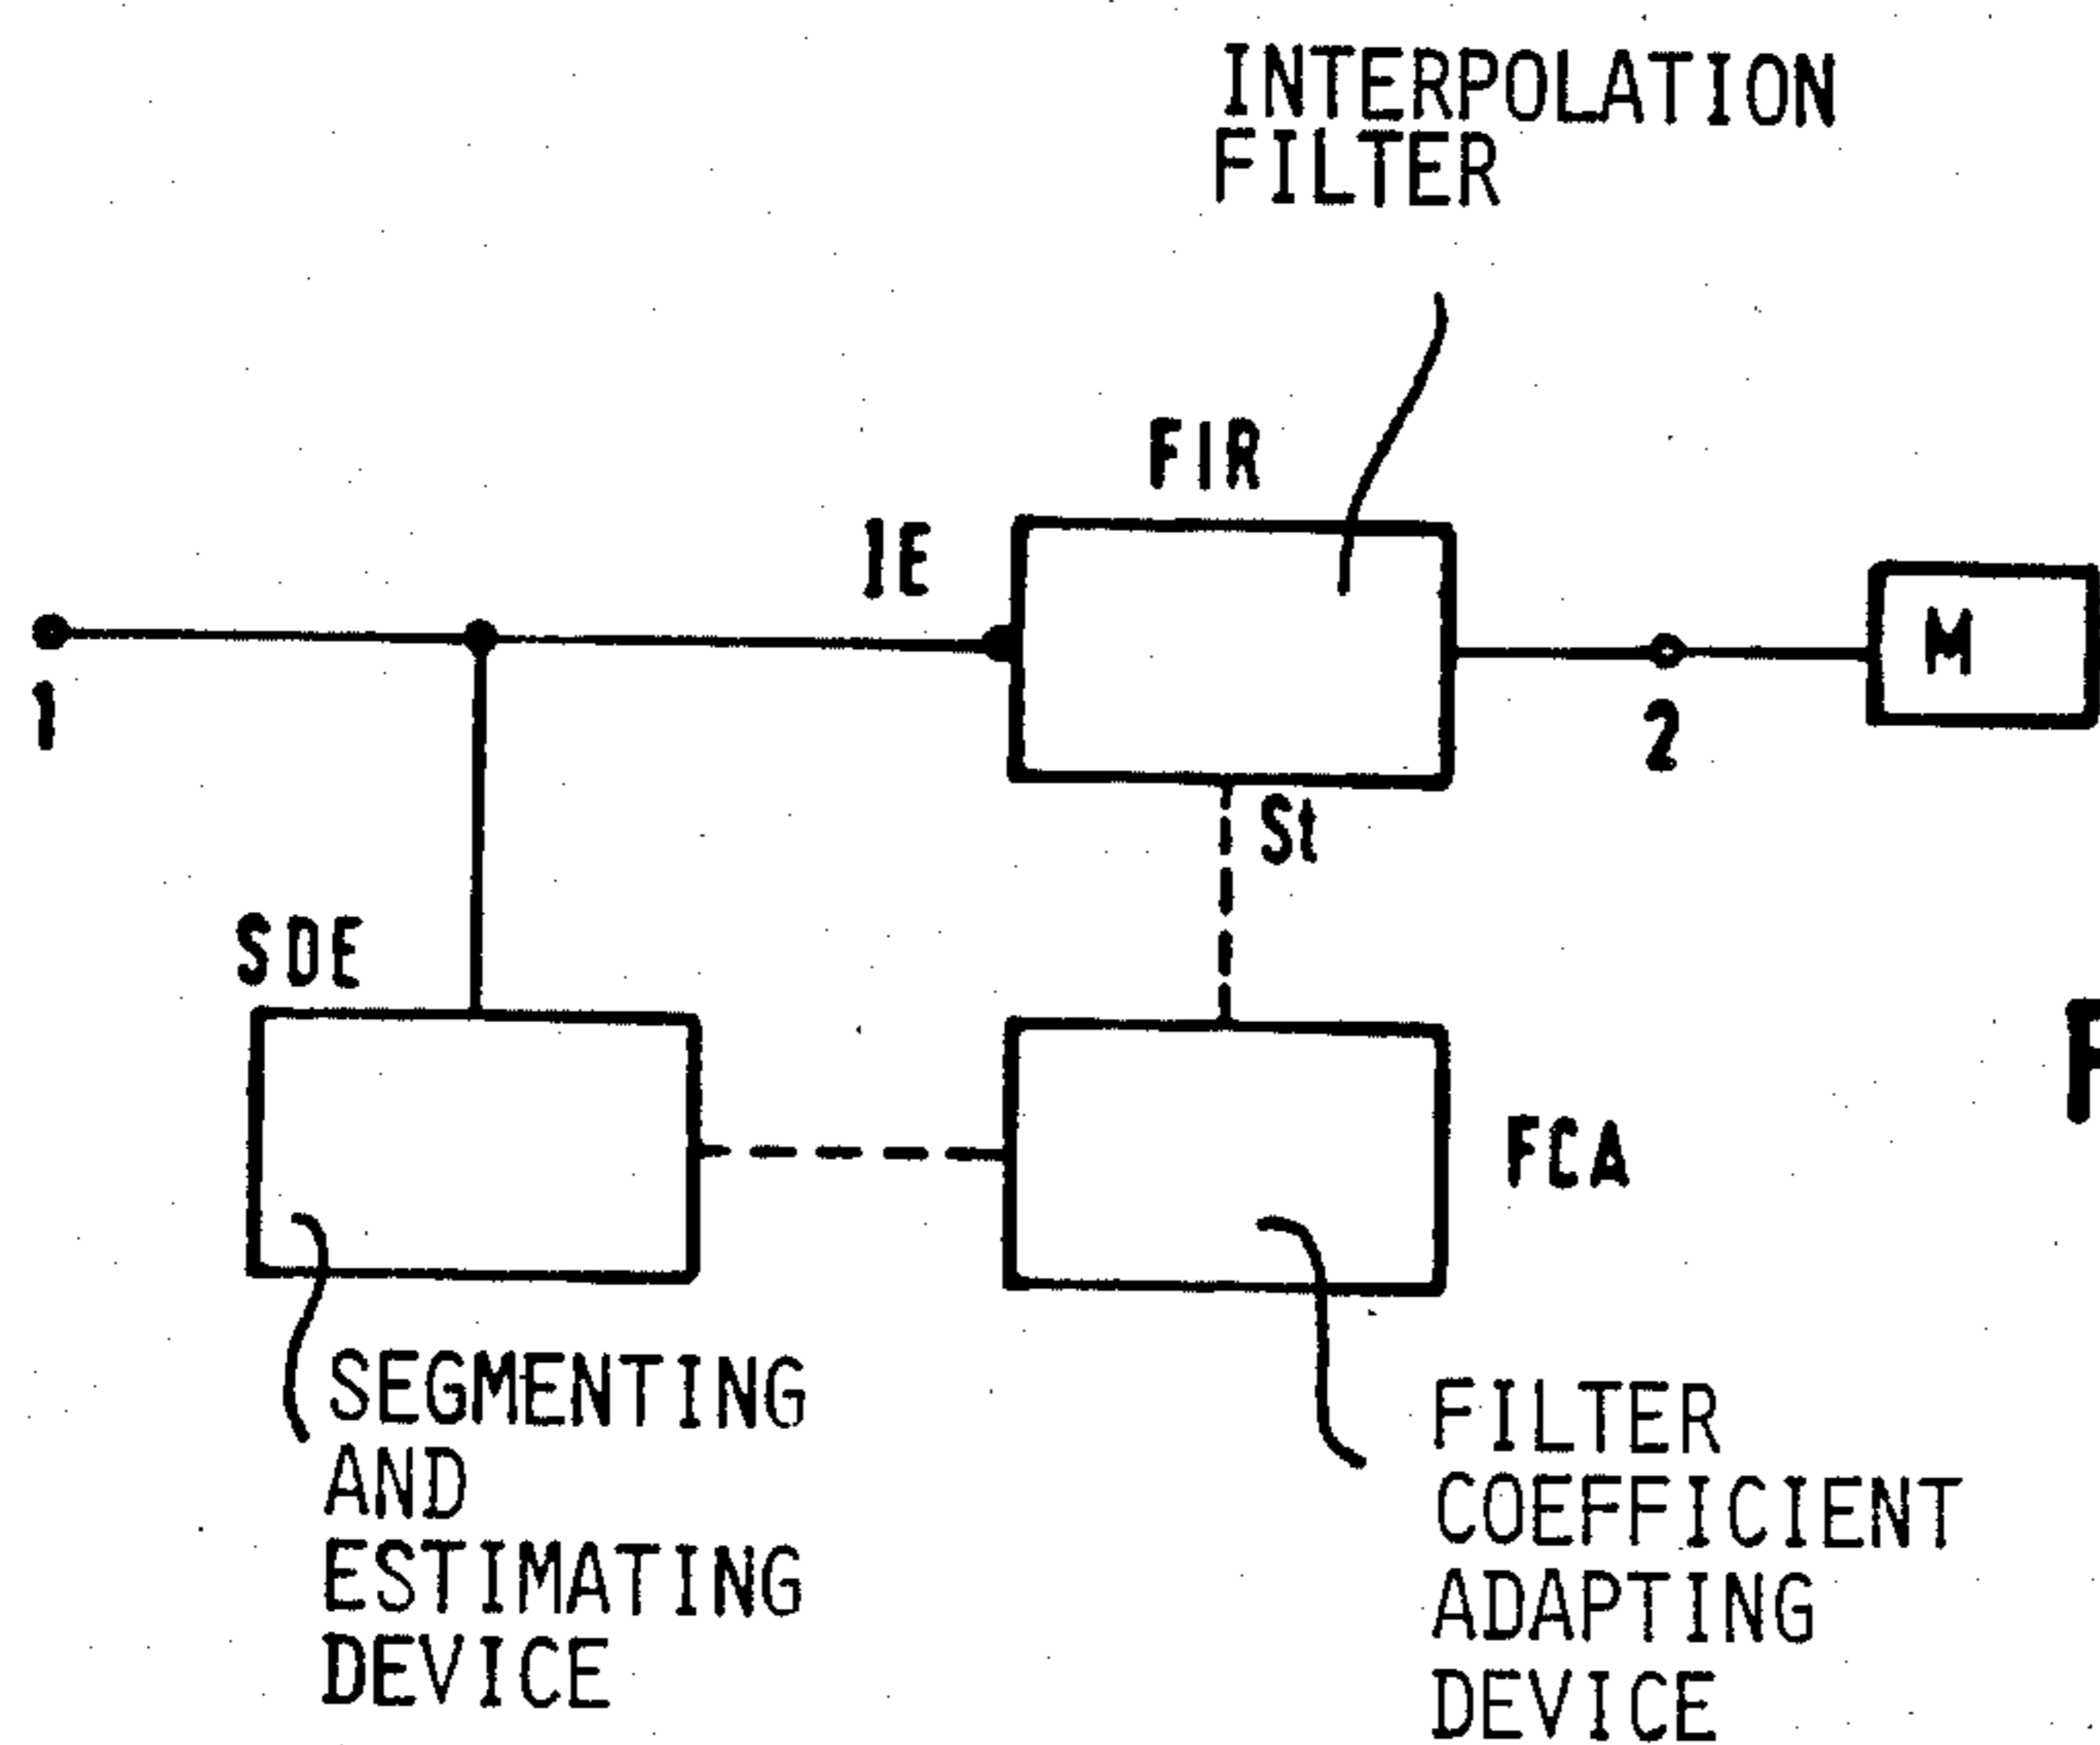 INTERPOLATION
FILTER
FIR
IE
M
1
2
St
SDE
FCA
SEGMENTING
AND
ESTIMATING
DEVICE
FILTER
COEFFICIENT
ADAPTING
DEVICE